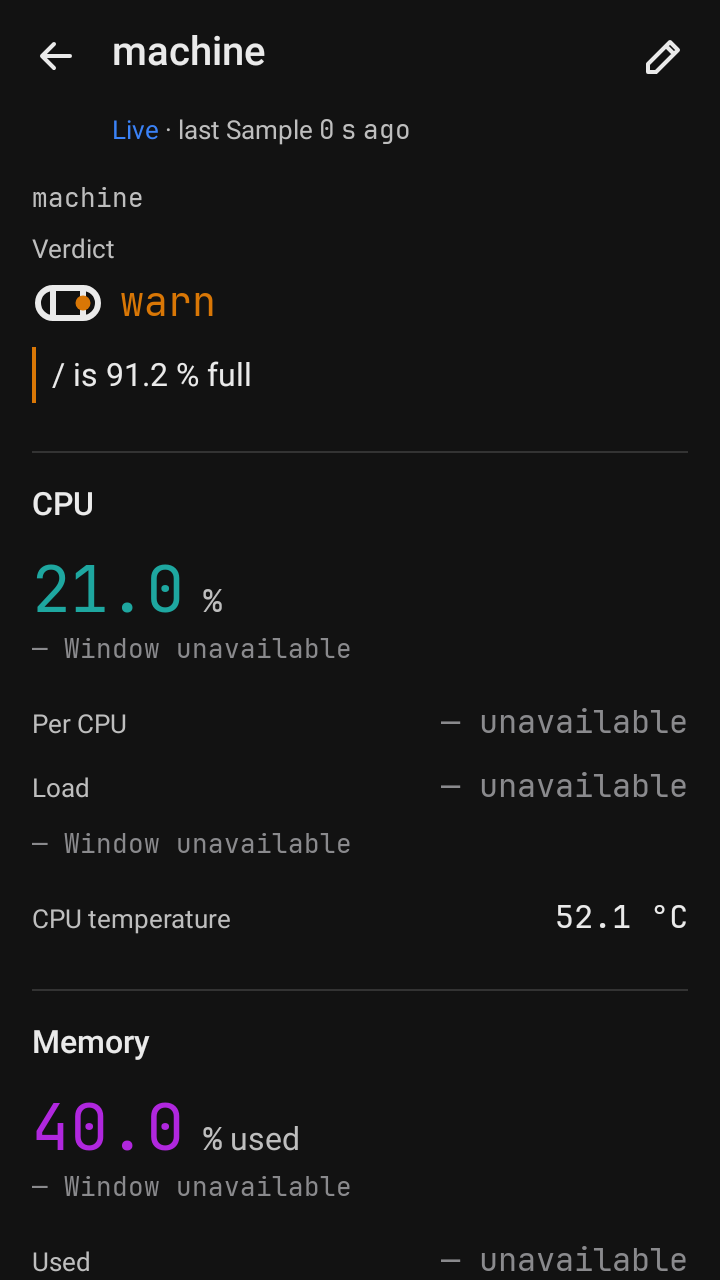 machine
Live · last Sample 0 s ago
machine
Verdict
warn
/ is 91.2 % full
CPU
21.0 %
— Window unavailable
Per CPU — unavailable
Load — unavailable
— Window unavailable
CPU temperature 52.1 °C
Memory
40.0 % used
— Window unavailable
Used — unavailable